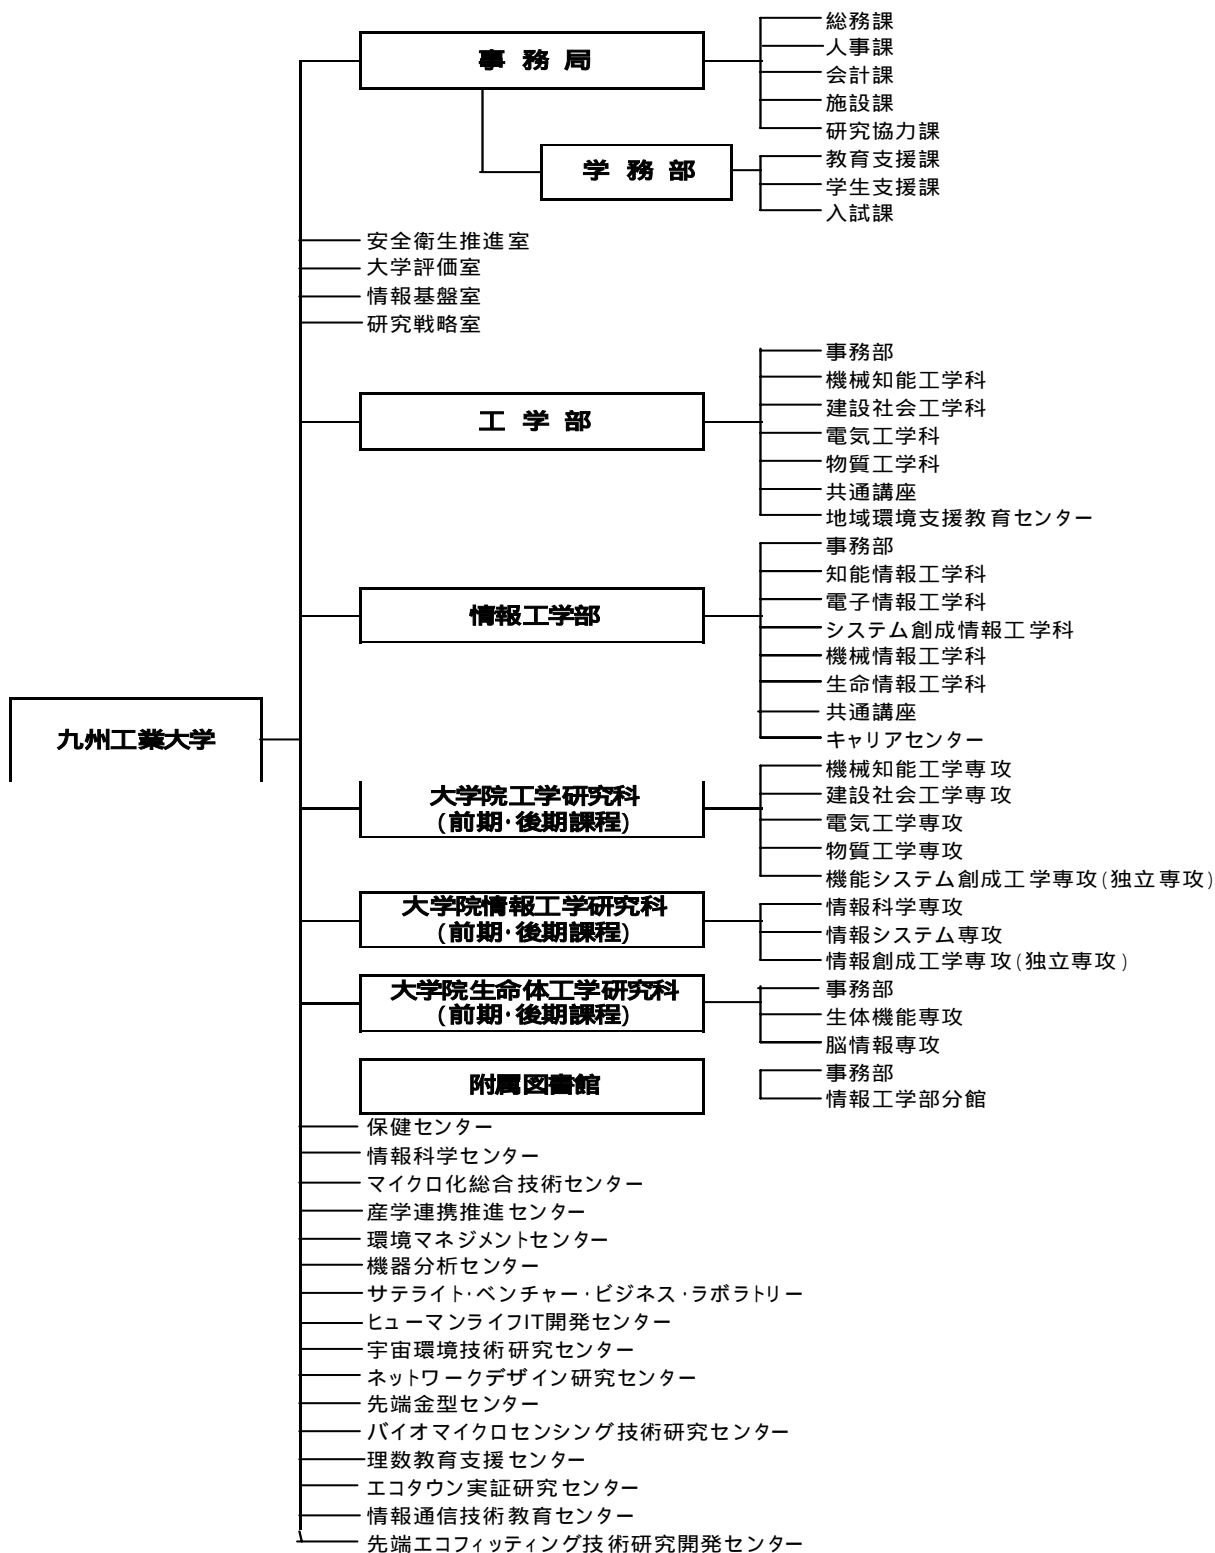 総務課
人事課
事 務 局
会計課
施設課
研究協力課
教育支援課
学 務 部
学生支援課
入試課
安全衛生推進室
大学評価室
情報基盤室
研究戦略室
事務部
機械知能工学科
建設社会工学科
工 学 部
電気工学科
物質工学科
共通講座
地域環境支援教育センター
事務部
知能情報工学科
電子情報工学科
情報工学部
システム創成情報工学科
機械情報工学科
生命情報工学科
共通講座
キャリアセンター
九州工業大学
機械知能工学専攻
建設社会工学専攻
大学院工学研究科
(前期・後期課程)
電気工学専攻
物質工学専攻
機能システム創成工学専攻(独立専攻)
大学院情報工学研究科
(前期・後期課程)
情報科学専攻
情報システム専攻
情報創成工学専攻(独立専攻)
大学院生命体工学研究科
(前期・後期課程)
事務部
生体機能専攻
脳情報専攻
附属図書館
事務部
情報工学部分館
保健センター
情報科学センター
マイクロ化総合技術センター
産学連携推進センター
環境マネジメントセンター
機器分析センター
サテライト・ベンチャー・ビジネス・ラボラトリー
ヒューマンライフIT開発センター
宇宙環境技術研究センター
ネットワークデザイン研究センター
先端金型センター
バイオマイクロセンシング技術研究センター
理数教育支援センター
エコタウン実証研究センター
情報通信技術教育センター
先端エコフィッティング技術研究開発センター